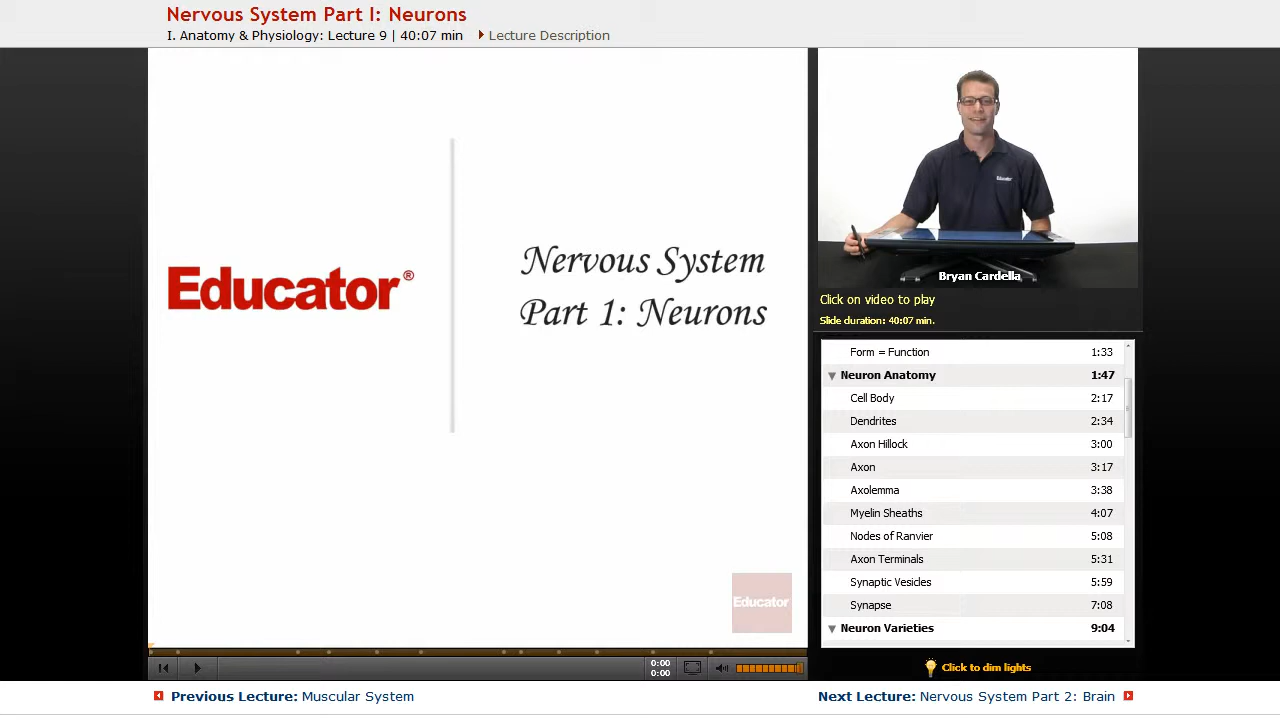 Nervous System Part I: Neurons
I. Anatomy & Physiology: Lecture 9 | 40:07 min
Lecture Description
Educator®
Nervous System
Part 1: Neurons
Educator
Educator
Bryan Cardella
Click on video to play
Slide duration: 40:07 min.
Form = Function 1:33
Neuron Anatomy 1:47
Cell Body 2:17
Dendrites 2:34
Axon Hillock 3:00
Axon 3:17
Axolemma 3:38
Myelin Sheaths 4:07
Nodes of Ranvier 5:08
Axon Terminals 5:31
Synaptic Vesicles 5:59
Synapse 7:08
Neuron Varieties 9:04
0:00
0:00
Click to dim lights
Previous Lecture: Muscular System
Next Lecture: Nervous System Part 2: Brain